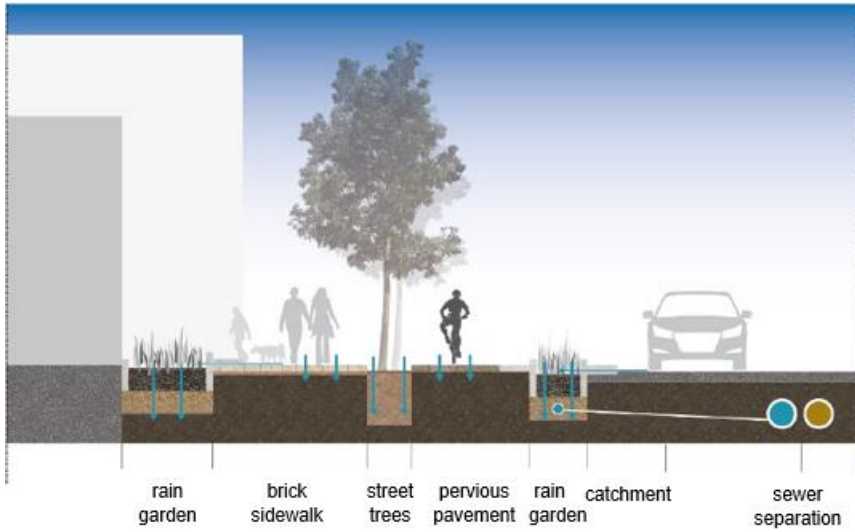 rain
garden
brick
sidewalk
street
trees
pervious
pavement
rain
garden
catchment
sewer
separation